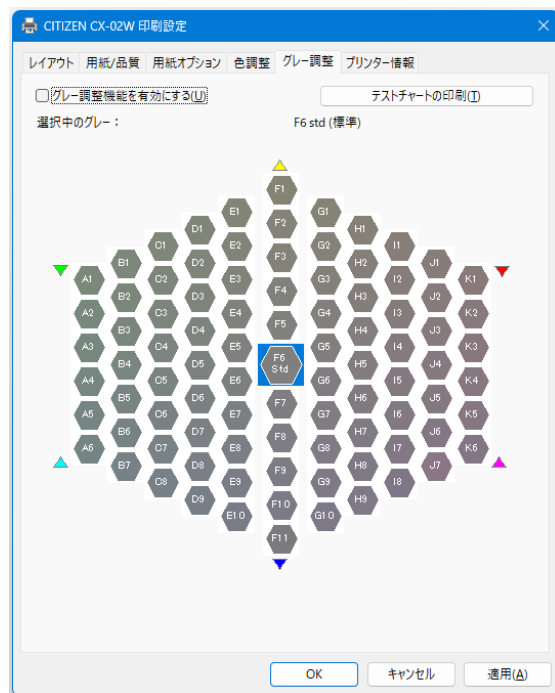 CITIZEN CX-02W 印刷設定
レイアウト 用紙/品質 用紙オプション 色調整 グレー調整 プリンター情報
グレー調整機能を有効にする(U) テストチャートの印刷(T)
選択中のグレー： F6 std (標準)
F1
E1 G1
D1 F2 H1
C1 E2 G2 I1
B1 D2 F3 H2 J1
A1 C2 E3 G3 I2 K1
B2 D3 F4 H3 J2
A2 C3 E4 G4 I3 K2
B3 D4 F5 H4 J3
A3 C4 E5 G5 I4 K3
B4 D5 F6 Std H5 J4
A4 C5 E6 G6 I5 K4
B5 D6 F7 H6 J5
A5 C6 E7 G7 I6 K5
B6 D7 F8 H7 J6
A6 C7 E8 G8 I7 K6
B7 D8 F9 H8 J7
C8 E9 G9 I8
D9 F10 H9
E10 G10
F11
OK キャンセル 適用(A)